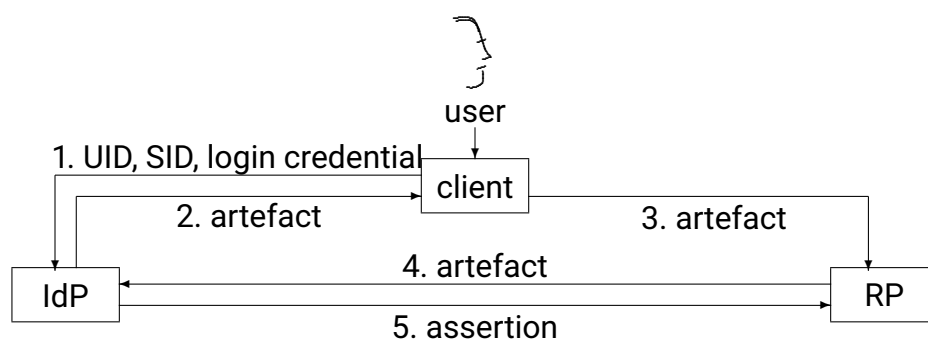 user
1. UID, SID, login credential
client
2. artefact
3. artefact
4. artefact
IdP
RP
5. assertion